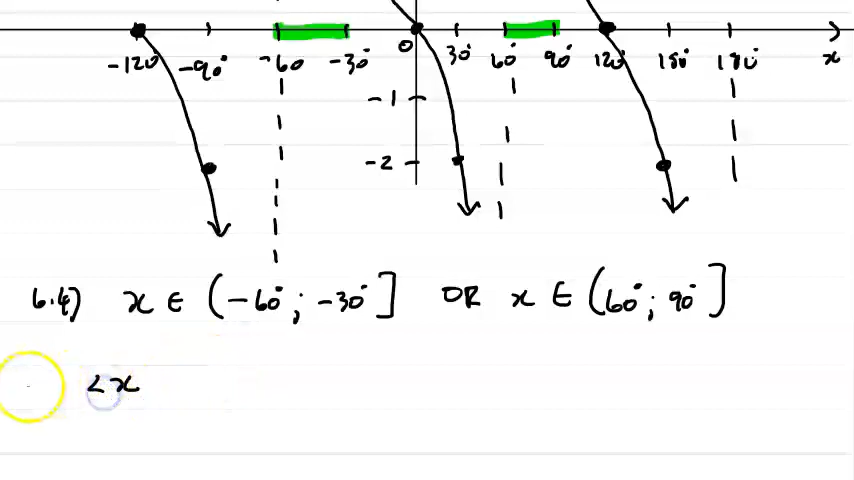 0
-120° -90° -60 -30° 30° 60° 90° 120° 150° 180° x
-1
-2
6.4) x ∈ (-60°; -30°] OR x ∈ (60°; 90°]
< x